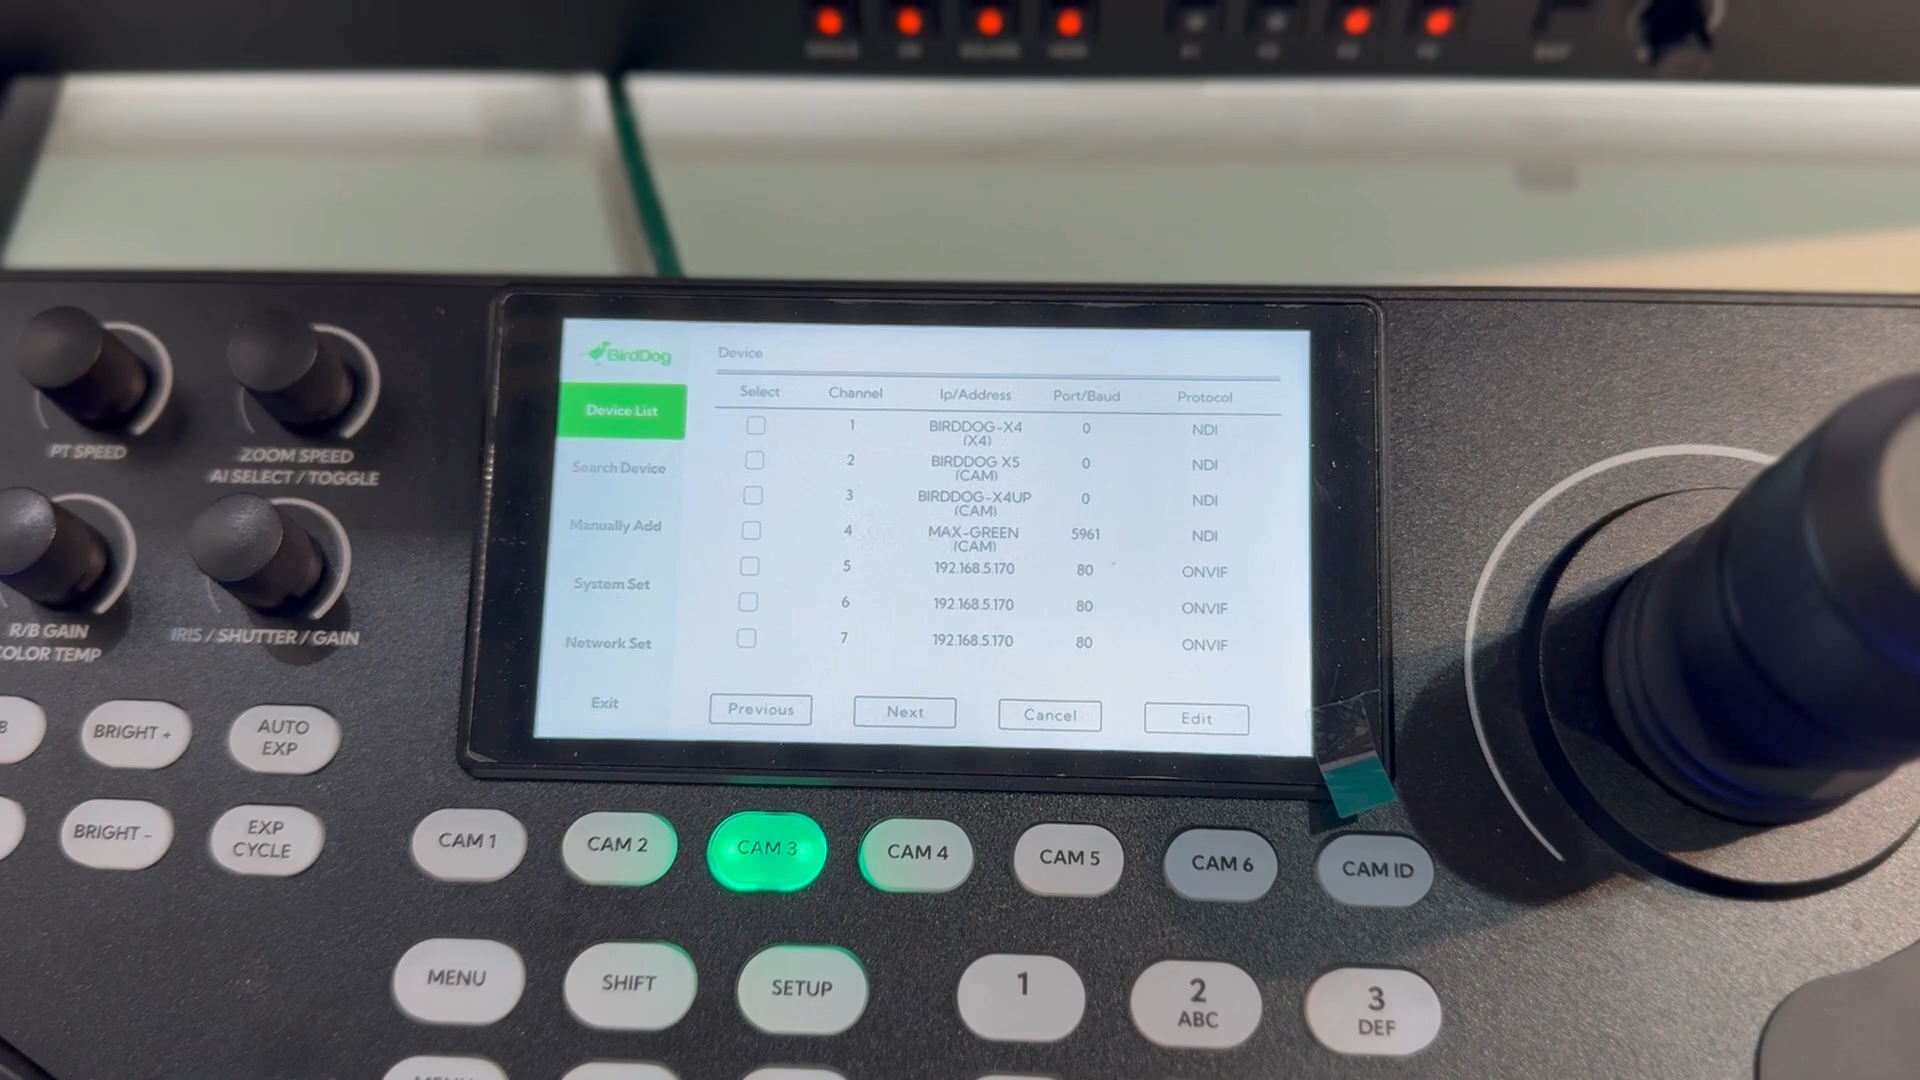 BirdDog
Device
Device List
Search Device
Manually Add
System Set
Network Set
Exit
Select Channel Ip/Address Port/Baud Protocol
1 BIRDDOG-X4 0 NDI
(X4)
2 BIRDDOG X5 0 NDI
(CAM)
3 BIRDDOG-X4UP 0 NDI
(CAM)
4 MAX-GREEN 5961 NDI
(CAM)
5 192.168.5.170 80 ONVIF
6 192.168.5.170 80 ONVIF
7 192.168.5.170 80 ONVIF
Previous Next Cancel Edit
PT SPEED
ZOOM SPEED
AI SELECT / TOGGLE
R/B GAIN
COLOR TEMP
IRIS / SHUTTER / GAIN
B
BRIGHT +
AUTO
EXP
BRIGHT -
EXP
CYCLE
CAM 1 CAM 2 CAM 3 CAM 4 CAM 5 CAM 6 CAM ID
MENU SHIFT SETUP 1
2
ABC
3
DEF
MENU